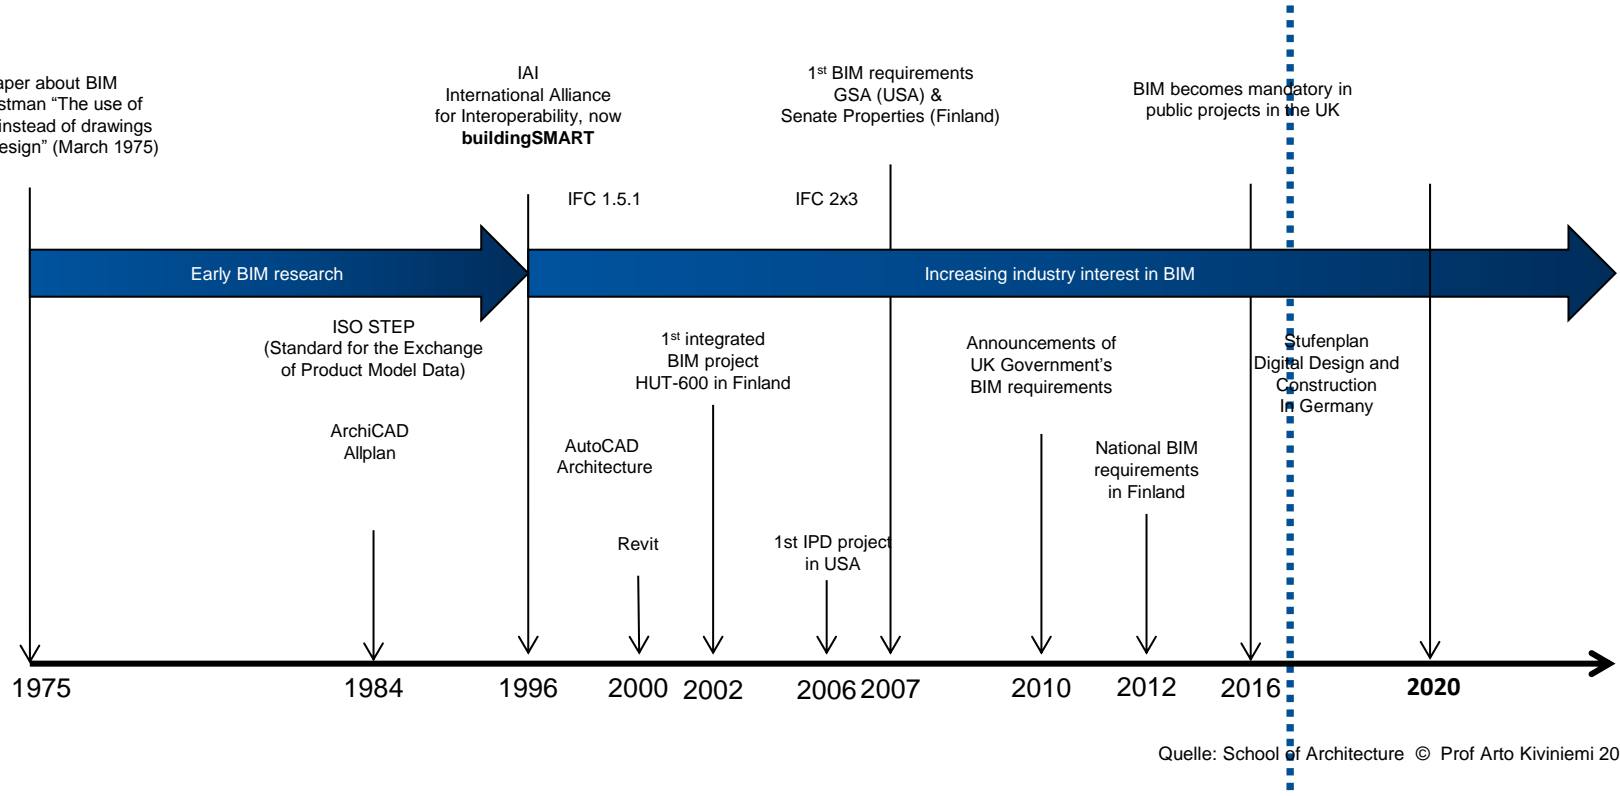 aper about BIM
stman “The use of
instead of drawings
esign” (March 1975)
IAI
International Alliance
for Interoperability, now
buildingSMART
1st BIM requirements
GSA (USA) &
Senate Properties (Finland)
BIM becomes mandatory in
public projects in the UK
IFC 1.5.1
IFC 2x3
Early BIM research
Increasing industry interest in BIM
ISO STEP
(Standard for the Exchange
of Product Model Data)
1st integrated
BIM project
HUT-600 in Finland
Announcements of
UK Government’s
BIM requirements
Stufenplan
Digital Design and
Construction
In Germany
ArchiCAD
Allplan
AutoCAD
Architecture
National BIM
requirements
in Finland
Revit
1st IPD project
in USA
1975
1984
1996
2000
2002
2006
2007
2010
2012
2016
2020
Quelle: School of Architecture © Prof Arto Kiviniemi 20